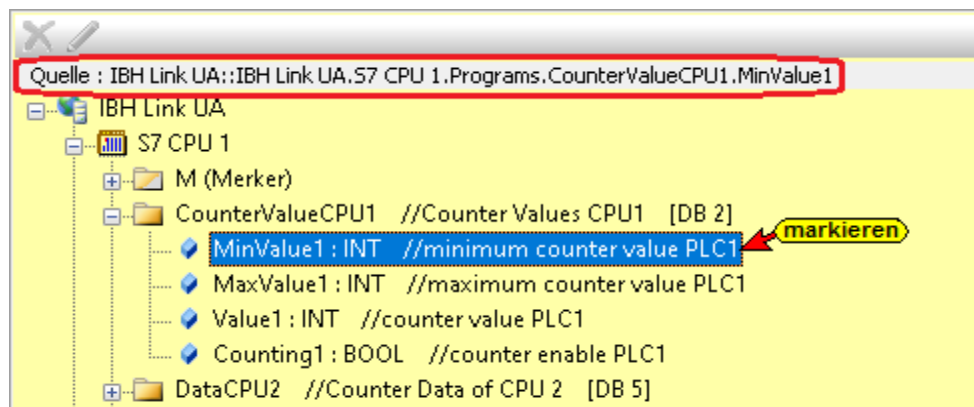 Quelle : IBH Link UA::IBH Link UA.S7 CPU 1.Programs.CounterValueCPU1.MinValue1
IBH Link UA
S7 CPU 1
M (Merker)
CounterValueCPU1 //Counter Values CPU1 [DB 2]
MinValue1 : INT //minimum counter value PLC1
markieren
MaxValue1 : INT //maximum counter value PLC1
Value1 : INT //counter value PLC1
Counting1 : BOOL //counter enable PLC1
DataCPU2 //Counter Data of CPU 2 [DB 5]